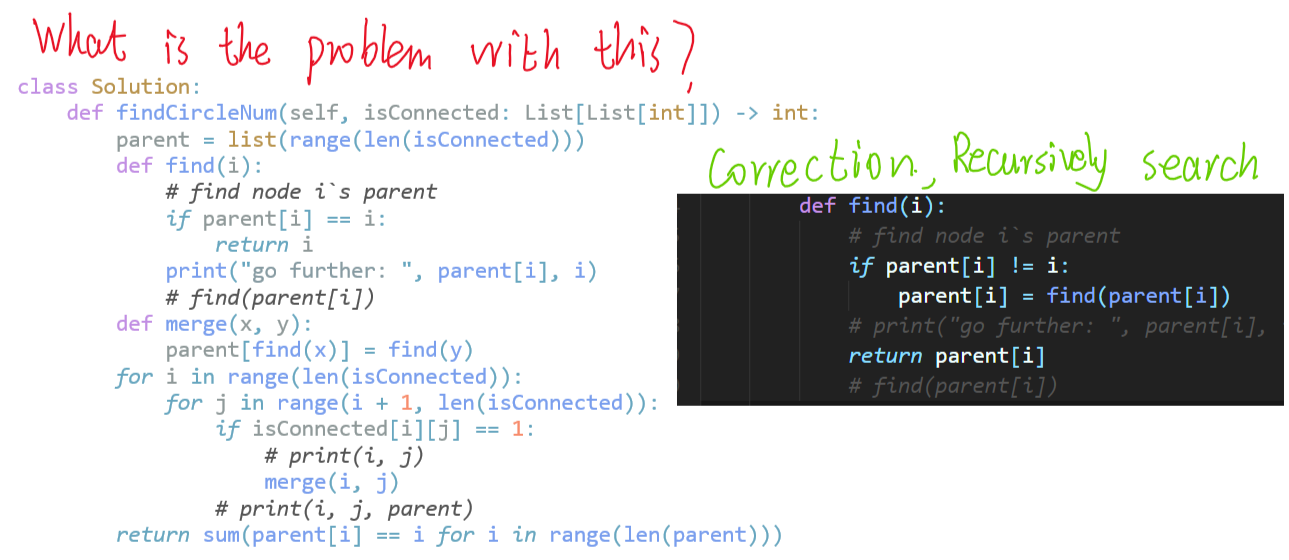 What is the problem with this?
class Solution:
    def findCircleNum(self, isConnected: List[List[int]]) -> int:
        parent = list(range(len(isConnected)))
        def find(i):
            # find node i`s parent
            if parent[i] == i:
                return i
            print("go further: ", parent[i], i)
            # find(parent[i])
        def merge(x, y):
            parent[find(x)] = find(y)
        for i in range(len(isConnected)):
            for j in range(i + 1, len(isConnected)):
                if isConnected[i][j] == 1:
                    # print(i, j)
                    merge(i, j)
                # print(i, j, parent)
        return sum(parent[i] == i for i in range(len(parent)))
Correction, Recursively search
def find(i):
    # find node i`s parent
    if parent[i] != i:
        parent[i] = find(parent[i])
    # print("go further: ", parent[i],
    return parent[i]
    # find(parent[i])